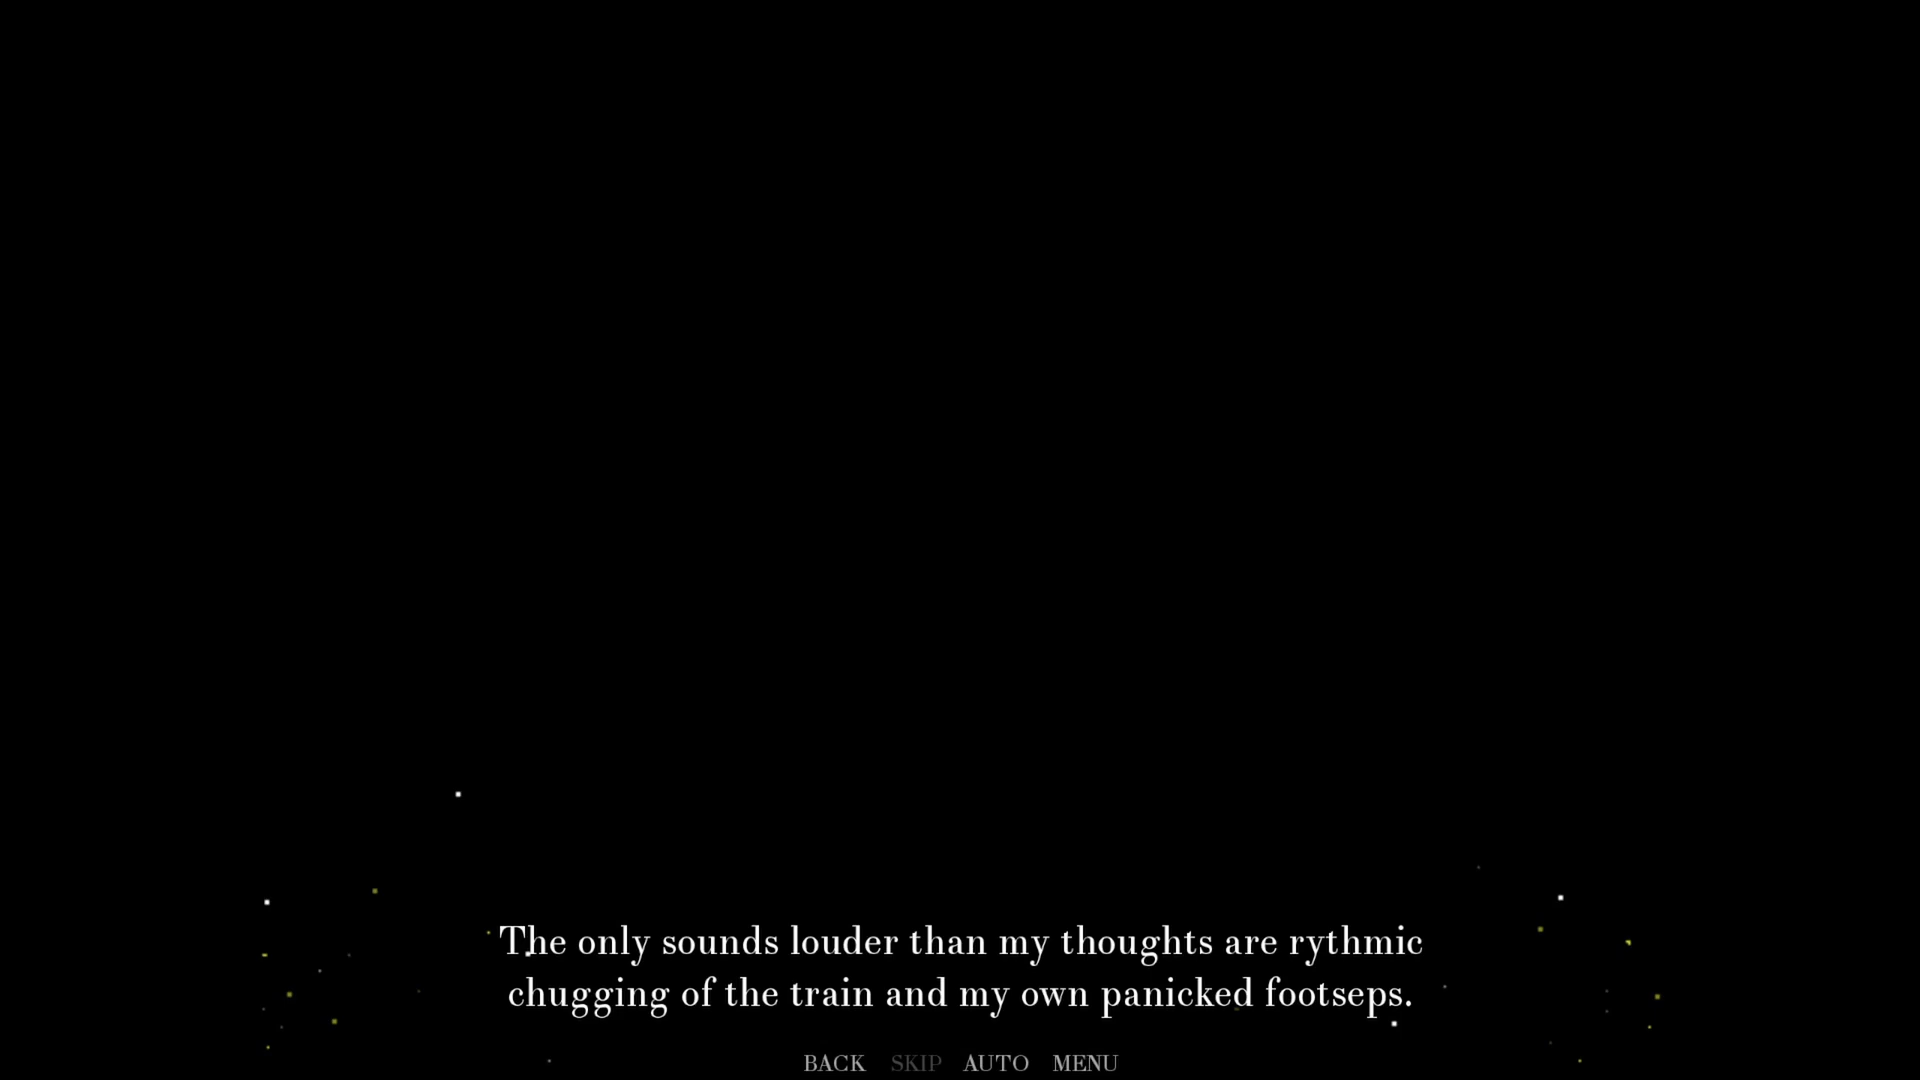 The only sounds louder than my thoughts are rythmic
chugging of the train and my own panicked footseps.
BACK SKIP AUTO MENU